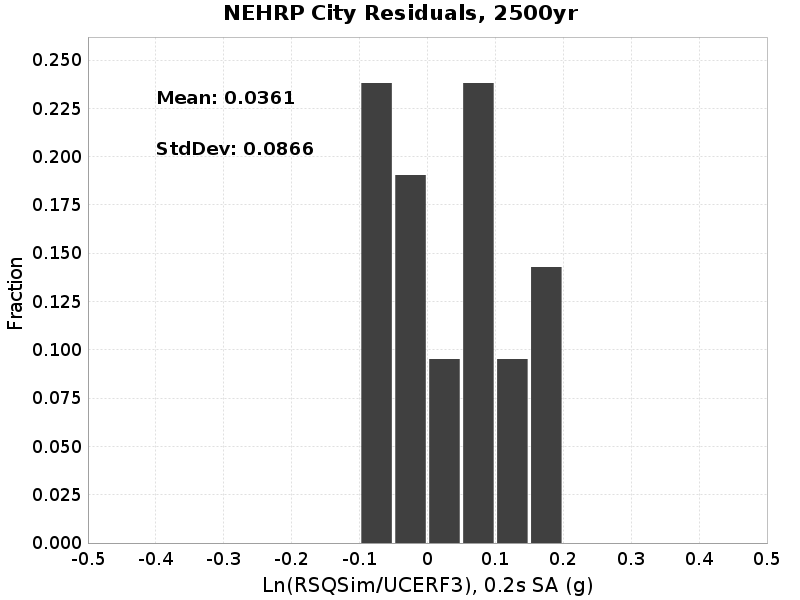 NEHRP City Residuals, 2500yr
0.250
Mean: 0.0361
0.225
StdDev: 0.0866
0.200
0.175
0.150
0.125
0.100
0.075
0.050
0.025
0.000
Fraction
-0.5 -0.4 -0.3 -0.2 -0.1 0 0.1 0.2 0.3 0.4 0.5
Ln(RSQSim/UCERF3), 0.2s SA (g)